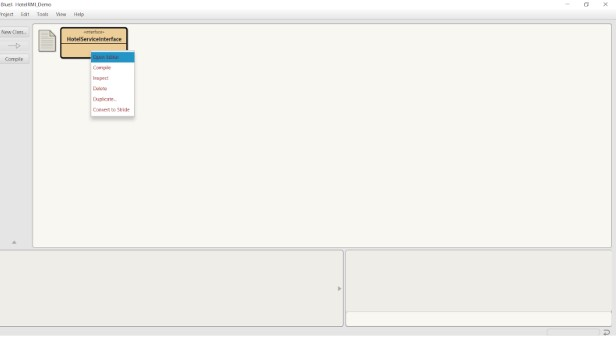 BlueJ: HotelRMI_Demo
Project Edit Tools View Help
New Class...
Compile
<<interface>>
HotelServiceInterface
Open Editor
Compile
Inspect
Delete
Duplicate...
Convert to Stride